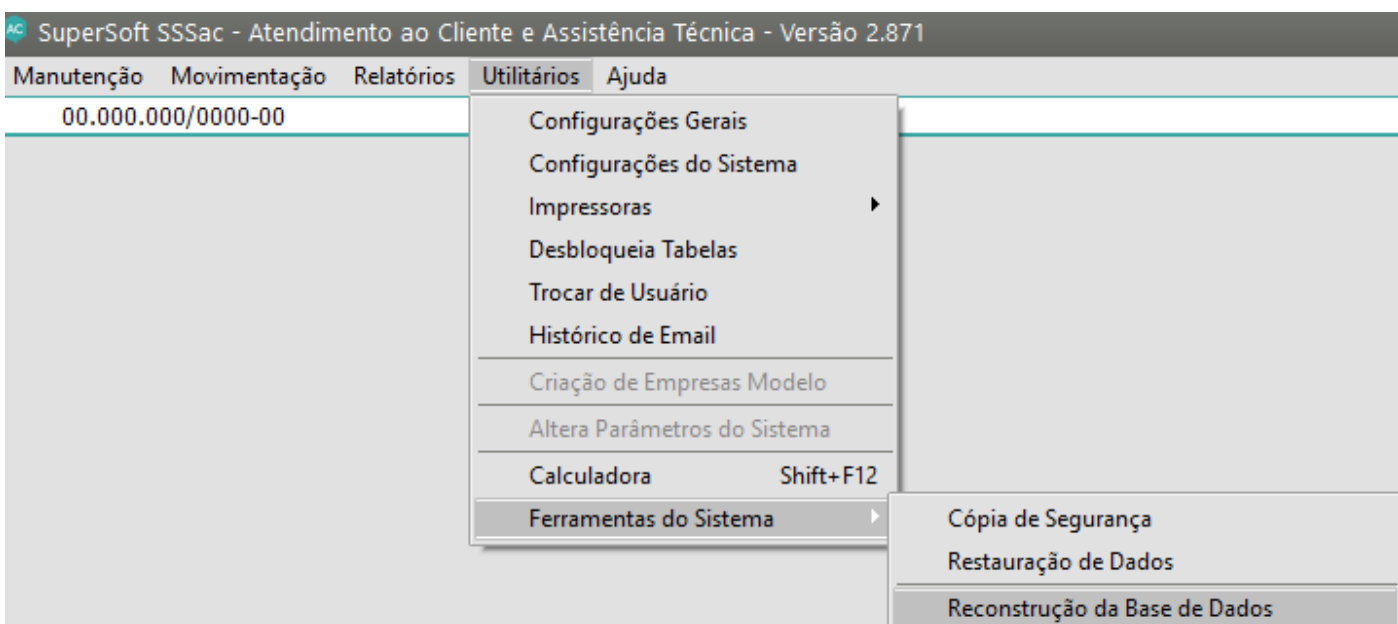 AC SuperSoft SSSac - Atendimento ao Cliente e Assistência Técnica - Versão 2.871
Manutenção Movimentação Relatórios Utilitários Ajuda
00.000.000/0000-00
Configurações Gerais
Configurações do Sistema
Impressoras
Desbloqueia Tabelas
Trocar de Usuário
Histórico de Email
Criação de Empresas Modelo
Altera Parâmetros do Sistema
Calculadora Shift+F12
Ferramentas do Sistema
Cópia de Segurança
Restauração de Dados
Reconstrução da Base de Dados